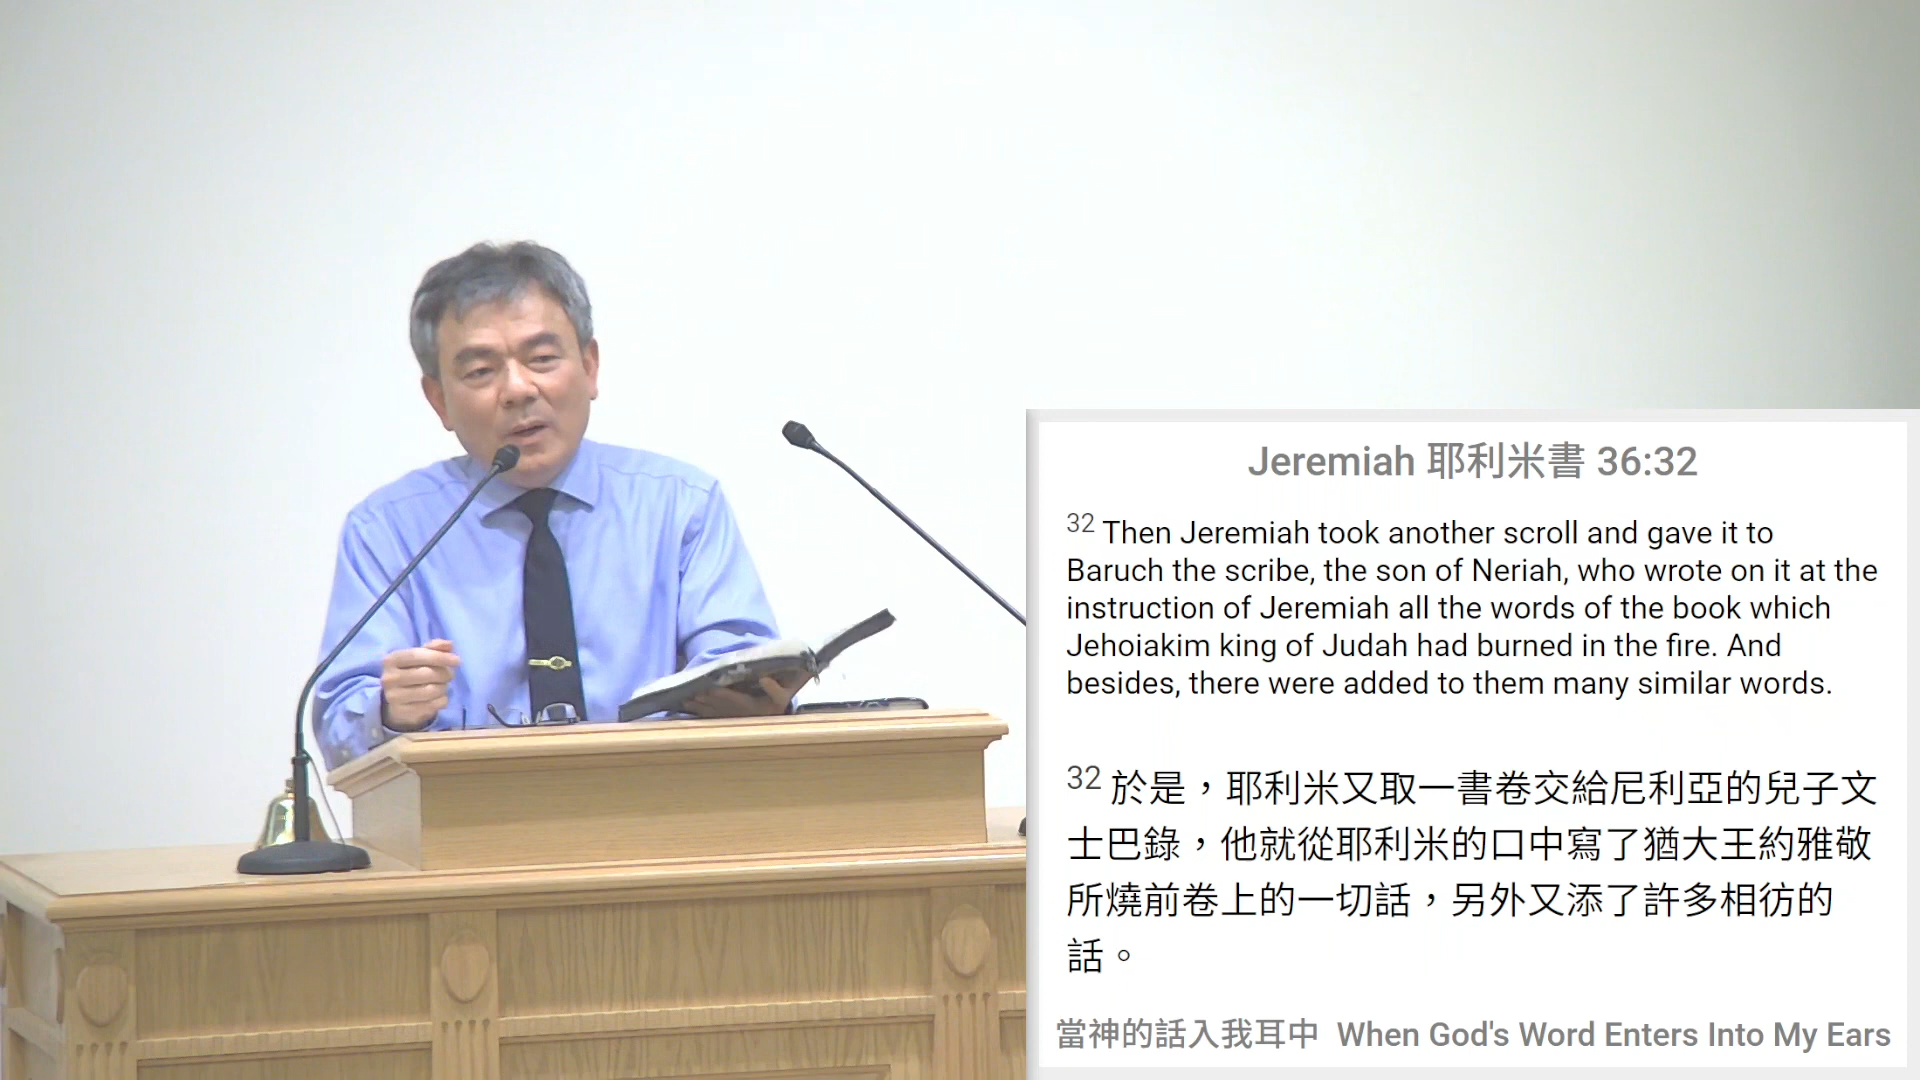 Jeremiah 耶利米書 36:32
32 Then Jeremiah took another scroll and gave it to
Baruch the scribe, the son of Neriah, who wrote on it at the
instruction of Jeremiah all the words of the book which
Jehoiakim king of Judah had burned in the fire. And
besides, there were added to them many similar words.
32 於是，耶利米又取一書卷交給尼利亞的兒子文
士巴錄，他就從耶利米的口中寫了猶大王約雅敬
所燒前卷上的一切話，另外又添了許多相彷的
話。
當神的話入我耳中 When God's Word Enters Into My Ears